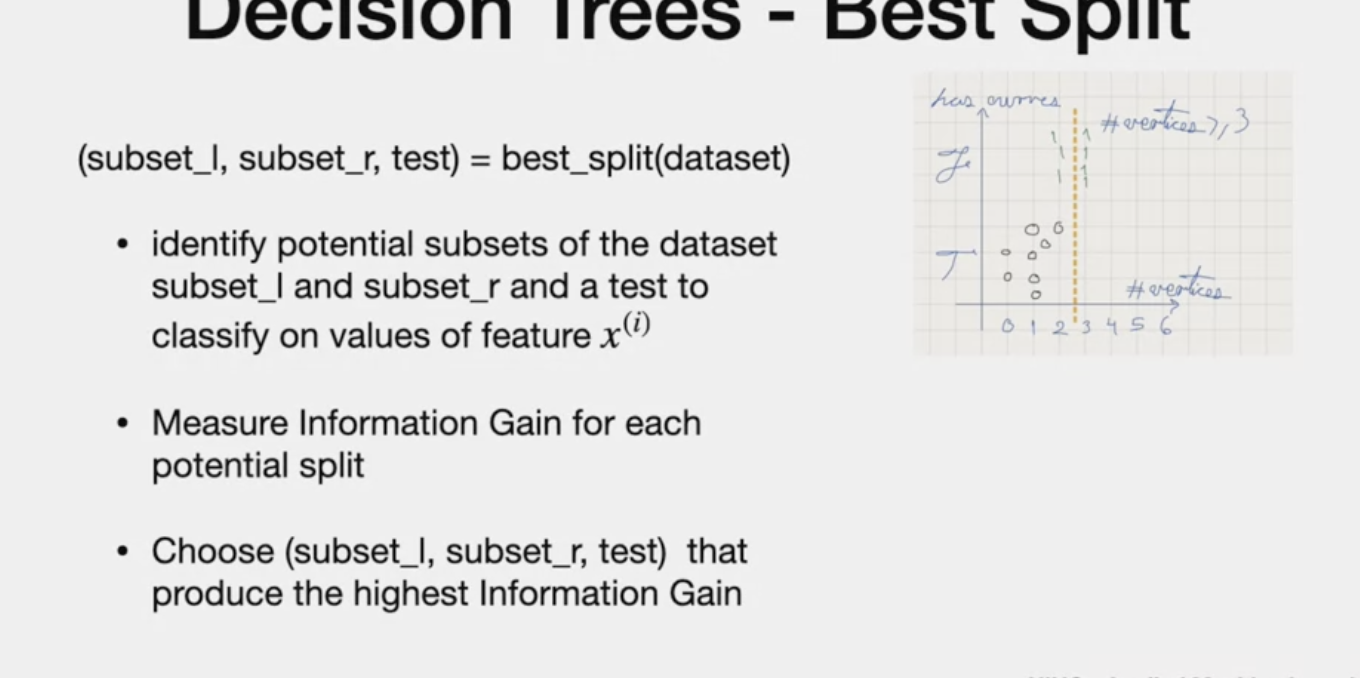 Decision Trees - Best Split
(subset_l, subset_r, test) = best_split(dataset)
• identify potential subsets of the dataset
subset_l and subset_r and a test to
classify on values of feature x⁽ⁱ⁾
• Measure Information Gain for each
potential split
• Choose (subset_l, subset_r, test) that
produce the highest Information Gain
has curves
#vertices ⩾ 3
F
T
#vertices
0 1 2 3 4 5 6